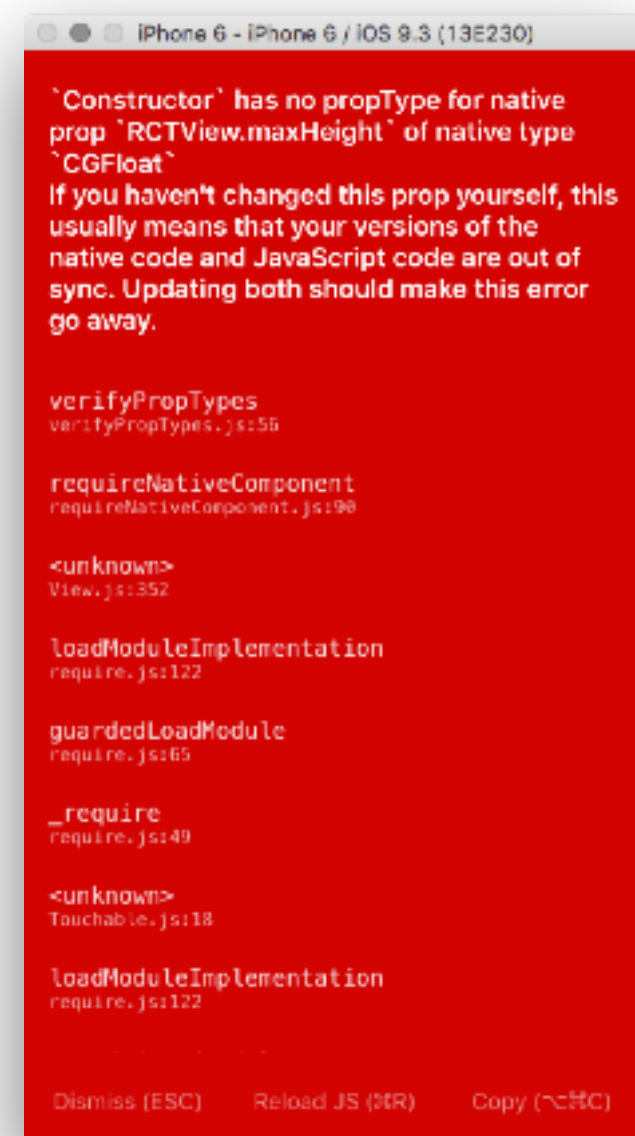 iPhone 6 - iPhone 6 / iOS 9.3 (13E230)
`Constructor` has no propType for native
prop `RCTView.maxHeight` of native type
`CGFloat`
If you haven't changed this prop yourself, this
usually means that your versions of the
native code and JavaScript code are out of
sync. Updating both should make this error
go away.
verifyPropTypes
verifyPropTypes.js:56
requireNativeComponent
requireNativeComponent.js:90
<unknown>
View.js:352
loadModuleImplementation
require.js:122
guardedLoadModule
require.js:65
_require
require.js:49
<unknown>
Touchable.js:18
loadModuleImplementation
require.js:122
Dismiss (ESC) Reload JS (⌘R) Copy (⌥⌘C)